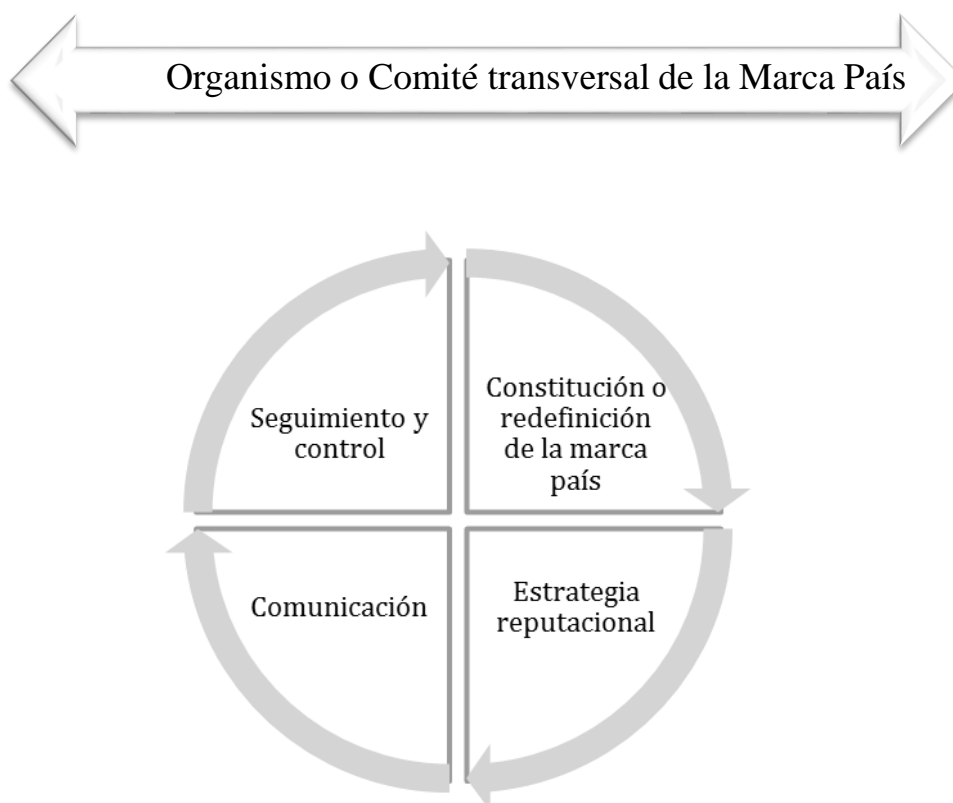 Organismo o Comité transversal de la Marca País
Seguimiento y
control
Constitución o
redefinición
de la marca
país
Comunicación
Estrategia
reputacional